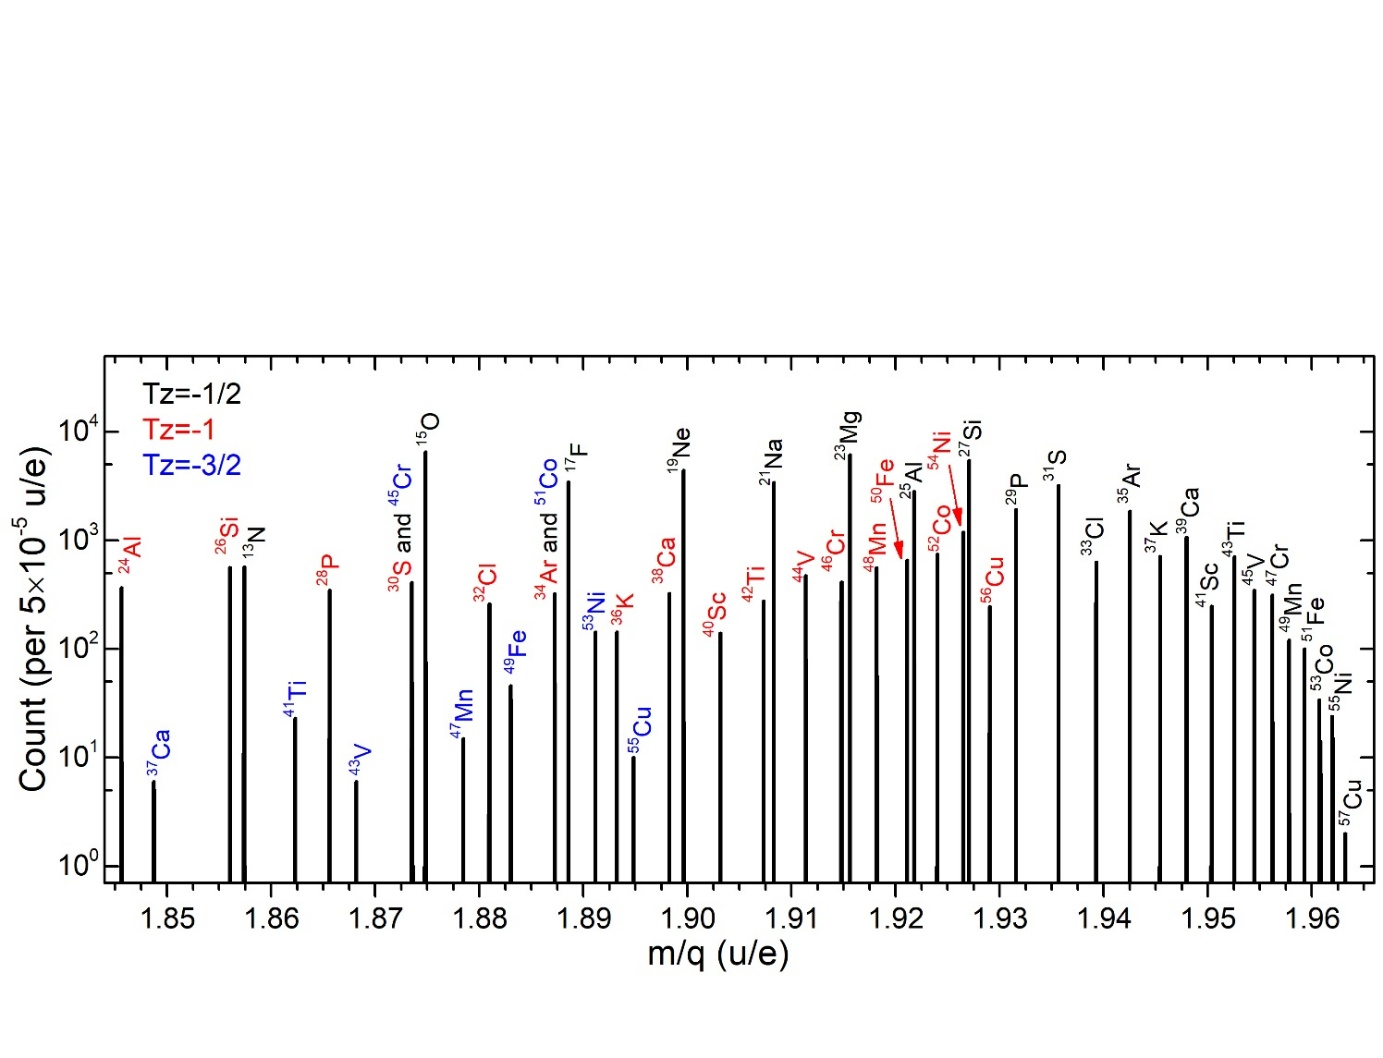 Tz=-1/2
Tz=-1
Tz=-3/2
Count (per 5×10⁻⁵ u/e)
10⁴
10³
10²
10¹
10⁰
²⁴Al
³⁷Ca
²⁶Si
¹³N
⁴¹Ti
²⁸P
⁴³V
³⁰S and ⁴⁵Cr
¹⁵O
⁴⁷Mn
³²Cl
⁴⁹Fe
³⁴Ar and ⁵¹Co
¹⁷F
⁵³Ni
³⁶K
⁵⁵Cu
³⁸Ca
¹⁹Ne
⁴⁰Sc
⁴²Ti
²¹Na
⁴⁴V
⁴⁶Cr
²³Mg
⁴⁸Mn
⁵⁰Fe
²⁵Al
⁵²Co
⁵⁴Ni
²⁷Si
⁵⁶Cu
²⁹P
³¹S
³³Cl
³⁵Ar
³⁷K
³⁹Ca
⁴¹Sc
⁴³Ti
⁴⁵V
⁴⁷Cr
⁴⁹Mn
⁵¹Fe
⁵³Co
⁵⁵Ni
⁵⁷Cu
1.85 1.86 1.87 1.88 1.89 1.90 1.91 1.92 1.93 1.94 1.95 1.96
m/q (u/e)